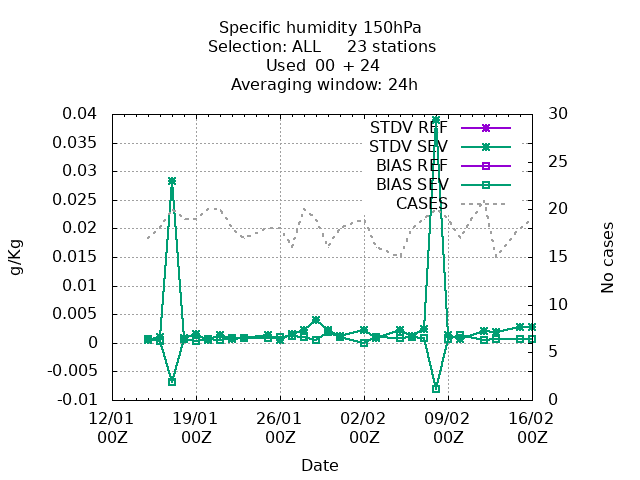 Specific humidity 150hPa
Selection: ALL 23 stations
Used 00 + 24
Averaging window: 24h
STDV REF
STDV SEV
BIAS REF
BIAS SEV
CASES
0.04
0.035
0.03
0.025
0.02
0.015
0.01
0.005
0
-0.005
-0.01
g/Kg
30
25
20
15
10
5
0
No cases
12/01 19/01 26/01 02/02 09/02 16/02
00Z 00Z 00Z 00Z 00Z 00Z
Date